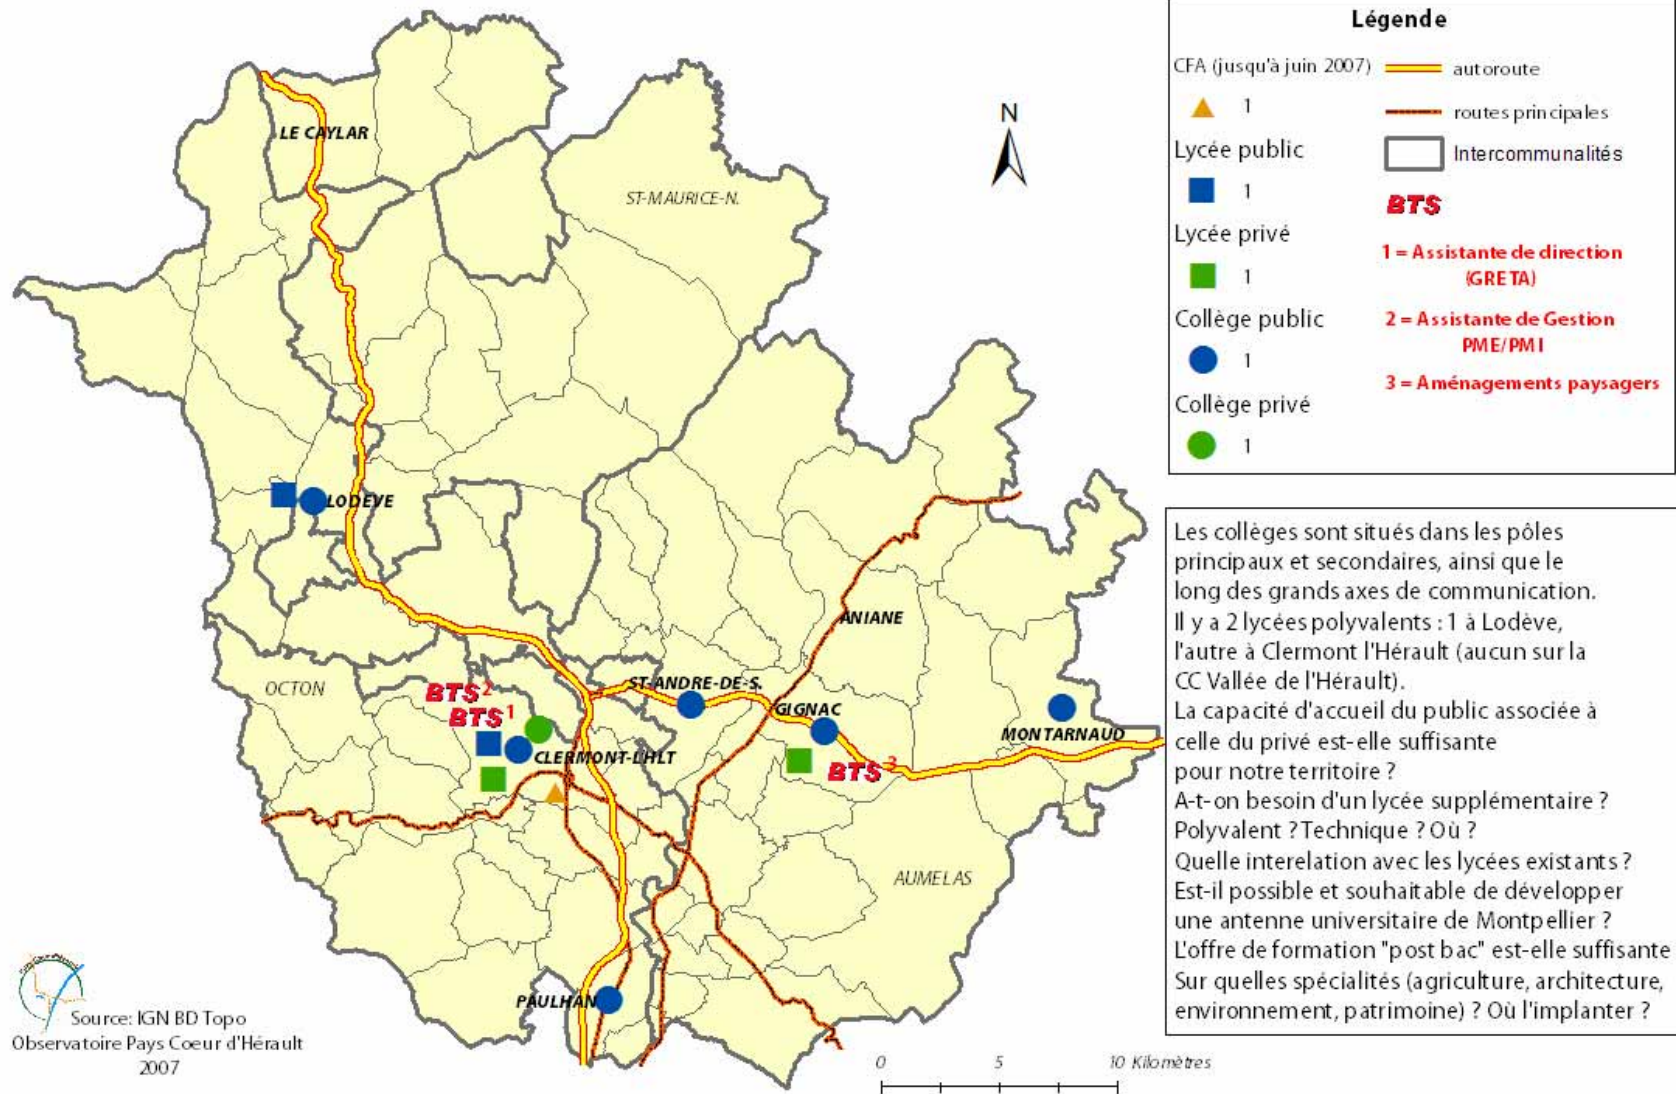 Légende
CFA (jusqu'à juin 2007)
1
Lycée public
1
Lycée privé
1
Collège public
1
Collège privé
1
autoroute
routes principales
Intercommunalités
BTS
1 = Assistante de direction
(GRETA)
2 = Assistante de Gestion
PME/PMI
3 = Aménagements paysagers
N
LE CAYLAR
ST-MAURICE-N.
LODEVE
ANIANE
OCTON
BTS 2
BTS 1
ST-ANDRE-DE-S.
GIGNAC
MONTARNAUD
CLERMONT-L'HLT
BTS 3
AUMELAS
PAULHAN
Les collèges sont situés dans les pôles
principaux et secondaires, ainsi que le
long des grands axes de communication.
Il y a 2 lycées polyvalents : 1 à Lodève,
l'autre à Clermont l'Hérault (aucun sur la
CC Vallée de l'Hérault).
La capacité d'accueil du public associée à
celle du privé est-elle suffisante
pour notre territoire ?
A-t-on besoin d'un lycée supplémentaire ?
Polyvalent ? Technique ? Où ?
Quelle interelation avec les lycées existants ?
Est-il possible et souhaitable de développer
une antenne universitaire de Montpellier ?
L'offre de formation "post bac" est-elle suffisante
Sur quelles spécialités (agriculture, architecture,
environnement, patrimoine) ? Où l'implanter ?
Source: IGN BD Topo
Observatoire Pays Coeur d'Hérault
2007
0 5 10 Kilomètres